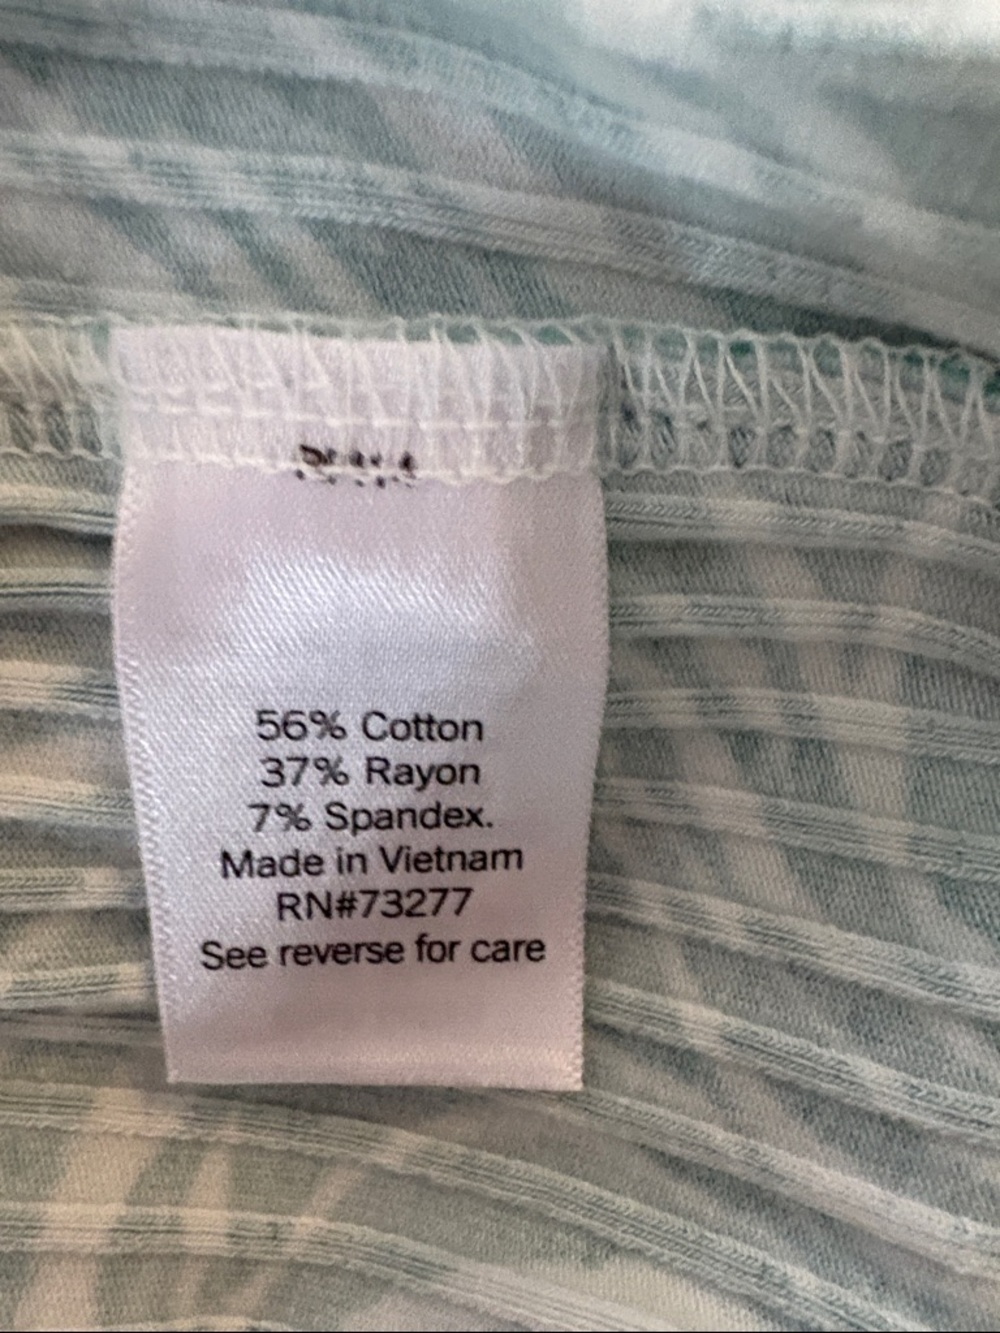 56% Cotton
37% Rayon
7% Spandex.
Made in Vietnam
RN#73277
See reverse for care